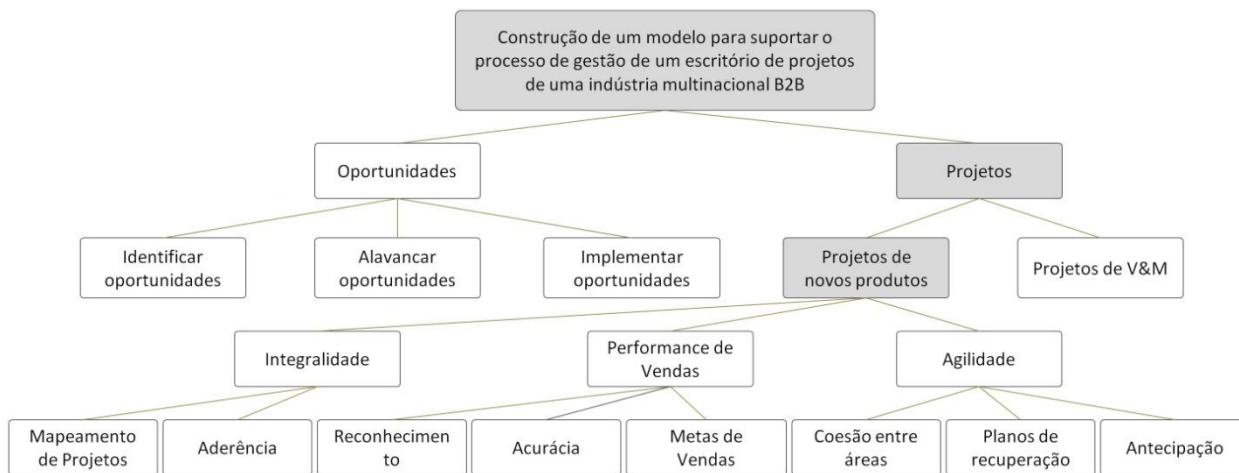 Construção de um modelo para suportar o
processo de gestão de um escritório de projetos
de uma indústria multinacional B2B
Oportunidades
Projetos
Identificar
oportunidades
Alavancar
oportunidades
Implementar
oportunidades
Projetos de
novos produtos
Projetos de V&M
Integralidade
Performance de
Vendas
Agilidade
Mapeamento
de Projetos
Aderência
Reconhecimen
to
Acurácia
Metas de
Vendas
Coesão entre
áreas
Planos de
recuperação
Antecipação